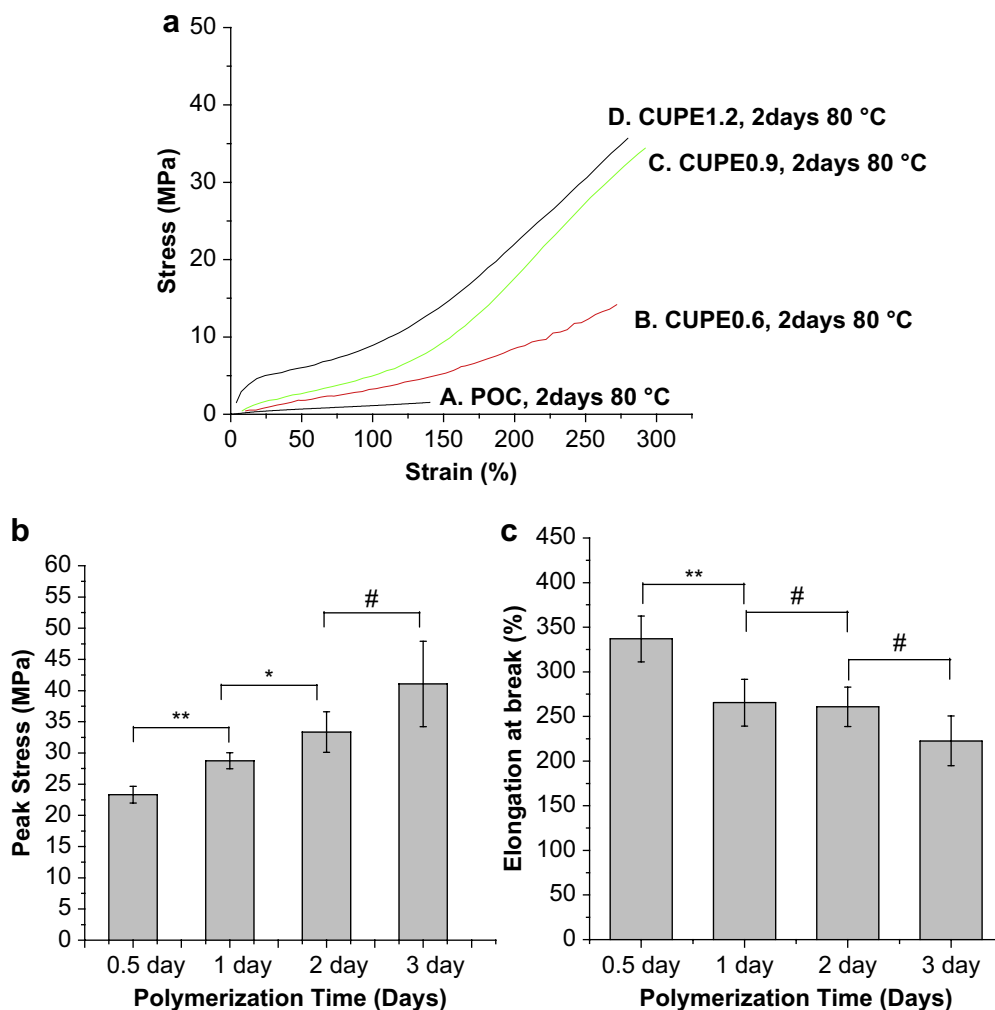 a
50
40
30
20
10
0
Stress (MPa)
D. CUPE1.2, 2days 80 °C
C. CUPE0.9, 2days 80 °C
B. CUPE0.6, 2days 80 °C
A. POC, 2days 80 °C
0 50 100 150 200 250 300
Strain (%)
b
60
55
50
45
40
35
30
25
20
15
10
5
0
Peak Stress (MPa)
**
*
#
0.5 day 1 day 2 day 3 day
Polymerization Time (Days)
c
450
400
350
300
250
200
150
100
50
0
Elongation at break (%)
**
#
#
0.5 day 1 day 2 day 3 day
Polymerization Time (Days)